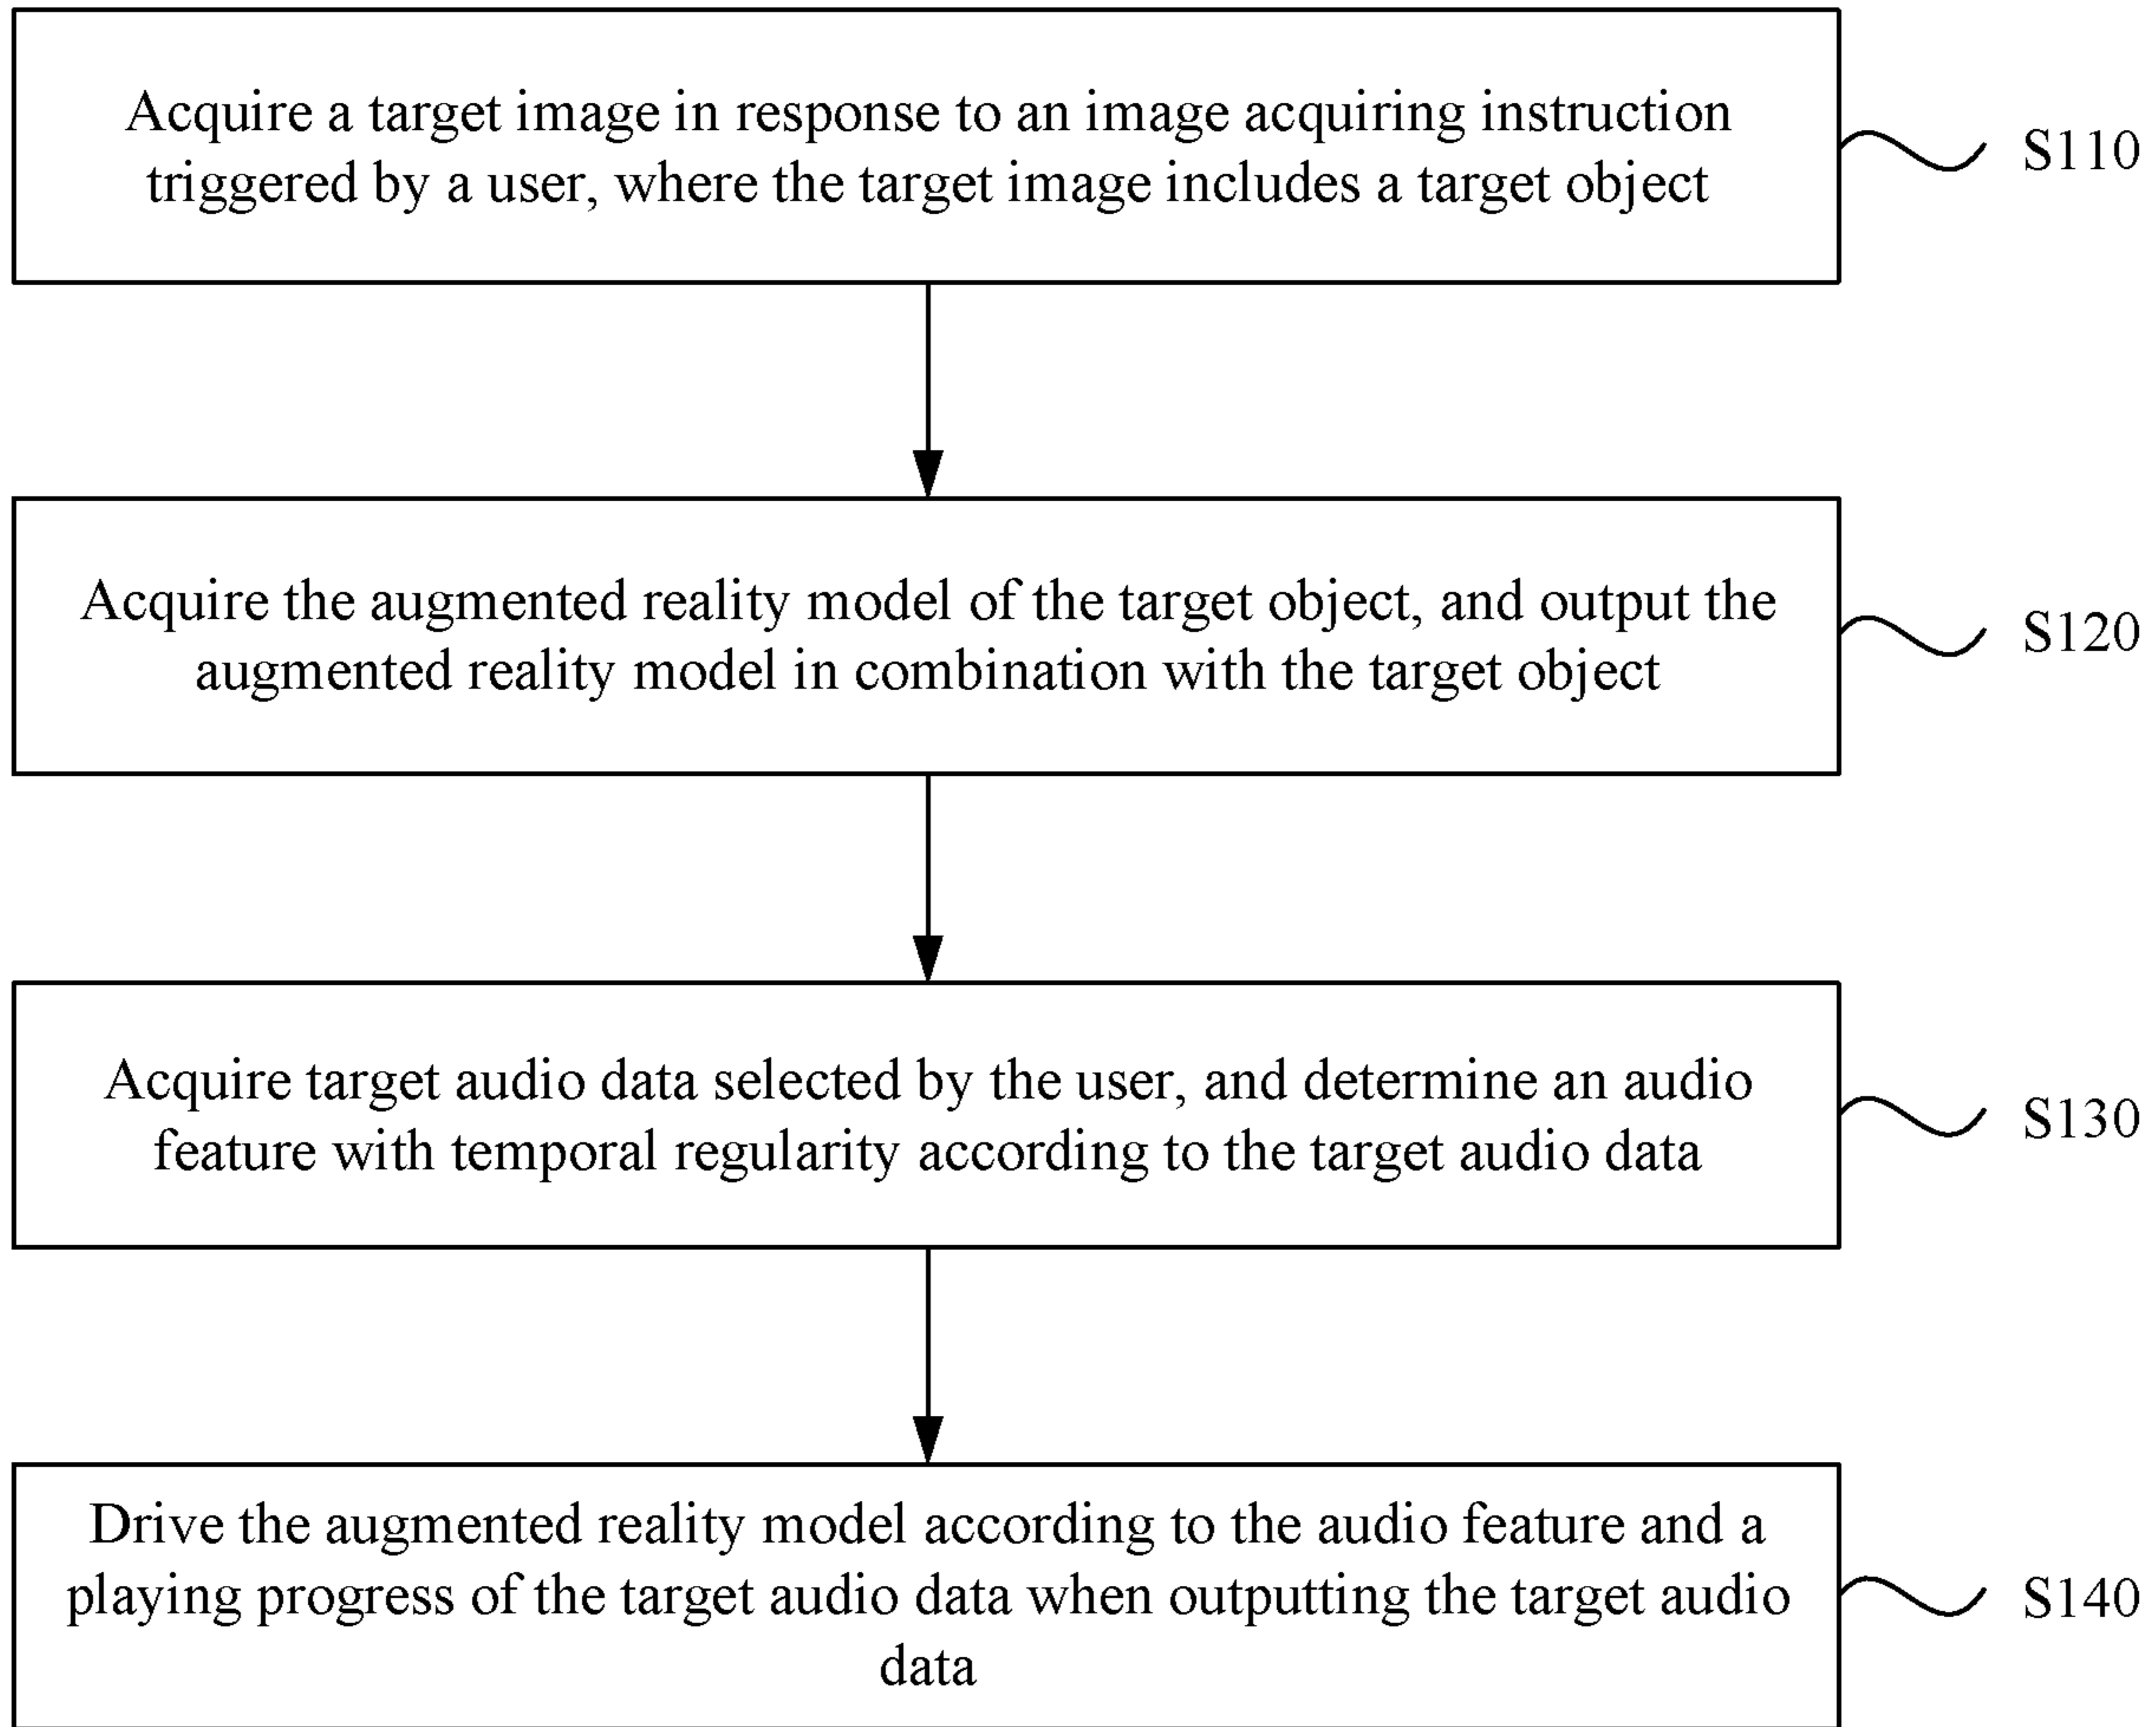 Acquire a target image in response to an image acquiring instruction
triggered by a user, where the target image includes a target object
S110
Acquire the augmented reality model of the target object, and output the
augmented reality model in combination with the target object
S120
Acquire target audio data selected by the user, and determine an audio
feature with temporal regularity according to the target audio data
S130
Drive the augmented reality model according to the audio feature and a
playing progress of the target audio data when outputting the target audio
data
S140